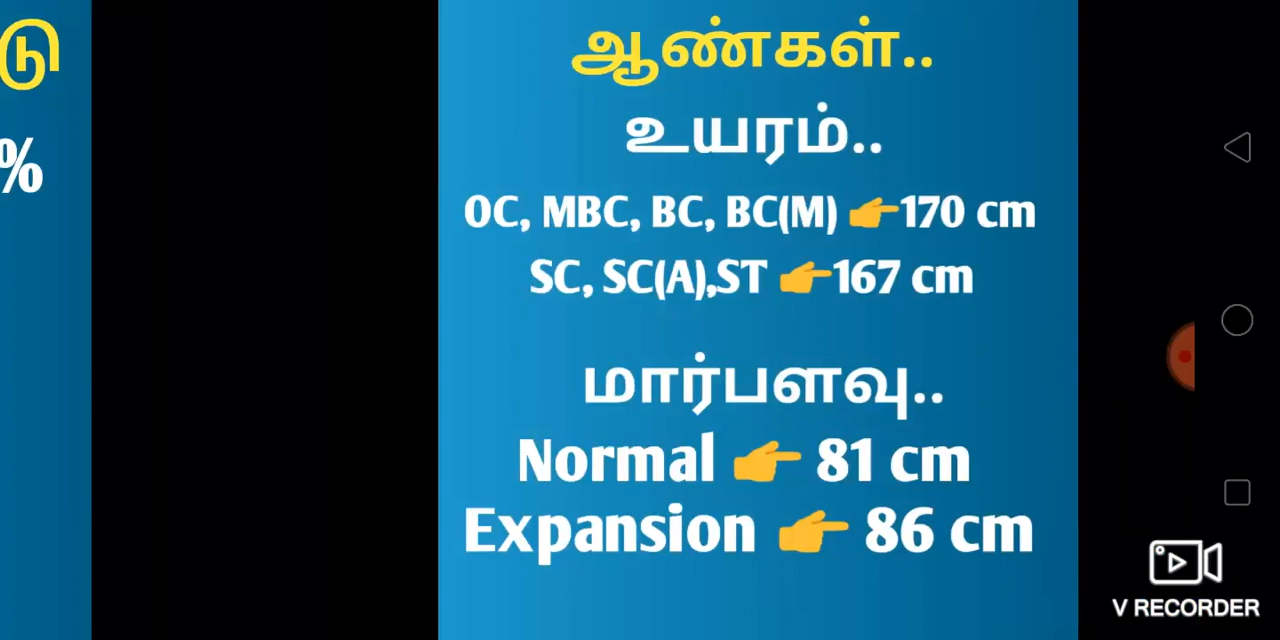 டு
%
ஆண்கள்..
உயரம்..
OC, MBC, BC, BC(M) 👉170 cm
SC, SC(A),ST 👉167 cm
மார்பளவு..
Normal 👉 81 cm
Expansion 👉 86 cm
V RECORDER